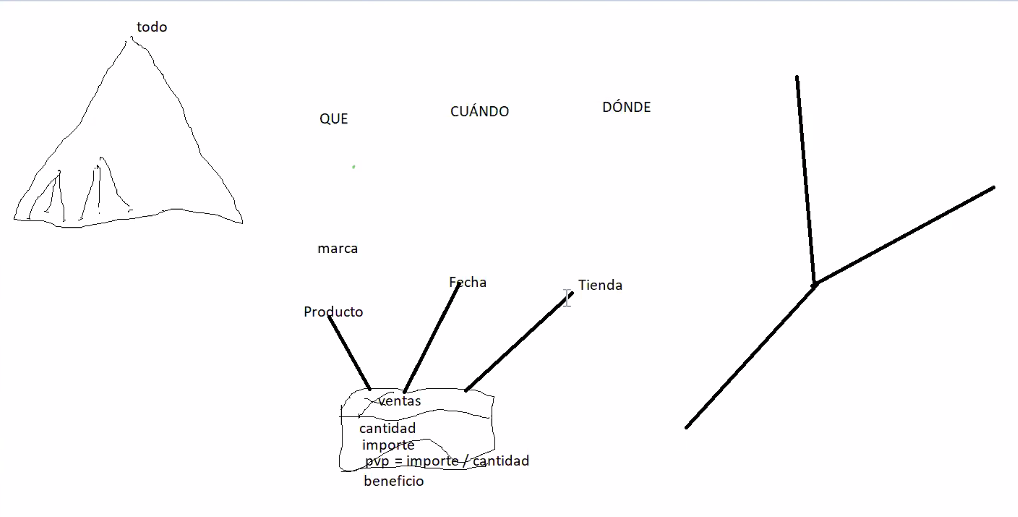 todo
QUE
CUÁNDO
DÓNDE
marca
Fecha
Tienda
Producto
ventas
cantidad
importe
pvp = importe / cantidad
beneficio